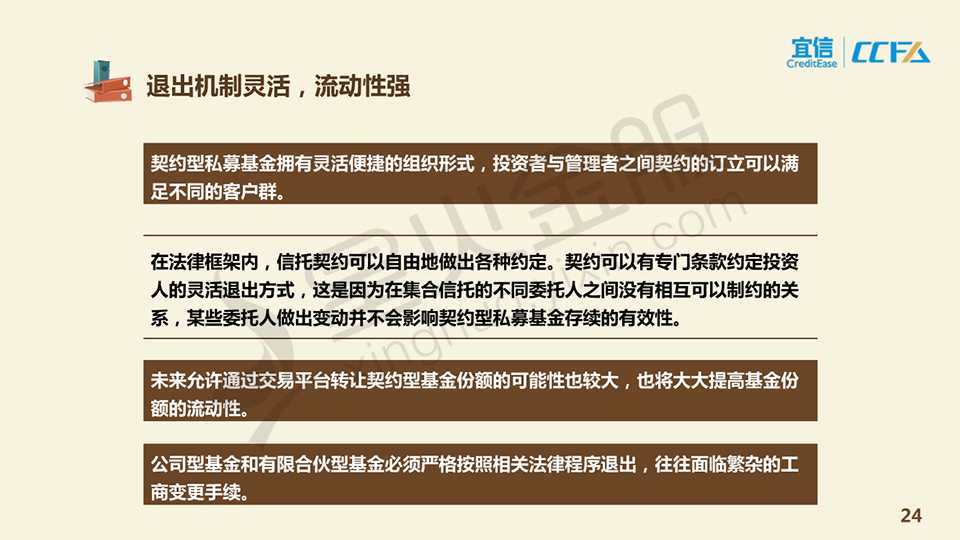 宜信
CreditEase
CCFA
退出机制灵活，流动性强
契约型私募基金拥有灵活便捷的组织形式，投资者与管理者之间契约的订立可以满
足不同的客户群。
在法律框架内，信托契约可以自由地做出各种约定。契约可以有专门条款约定投资
人的灵活退出方式，这是因为在集合信托的不同委托人之间没有相互可以制约的关
系，某些委托人做出变动并不会影响契约型私募基金存续的有效性。
未来允许通过交易平台转让契约型基金份额的可能性也较大，也将大大提高基金份
额的流动性。
公司型基金和有限合伙型基金必须严格按照相关法律程序退出，往往面临繁杂的工
商变更手续。
星火金服
24